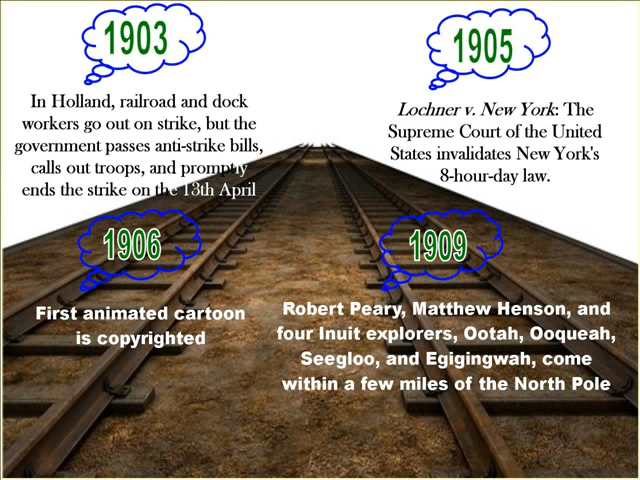 1903
In Holland, railroad and dock
workers go out on strike, but the
government passes anti-strike bills,
calls out troops, and promptly
ends the strike on the 13th April
1905
Lochner v. New York: The
Supreme Court of the United
States invalidates New York's
8-hour-day law.
1906
First animated cartoon
is copyrighted
1909
Robert Peary, Matthew Henson, and
four Inuit explorers, Ootah, Ooqueah,
Seegloo, and Egigingwah, come
within a few miles of the North Pole